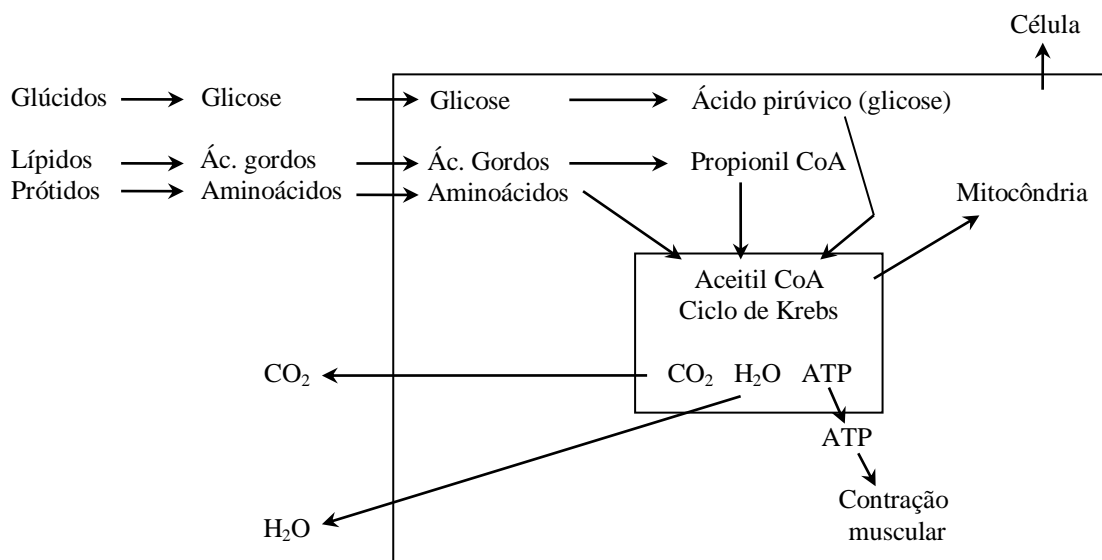 Célula
Glúcidos Glicose Glicose Ácido pirúvico (glicose)
Lípidos Ác. gordos Ác. Gordos Propionil CoA
Prótidos Aminoácidos Aminoácidos Mitocôndria
Aceitil CoA
Ciclo de Krebs
CO₂ CO₂ H₂O ATP
ATP
Contração
muscular
H₂O